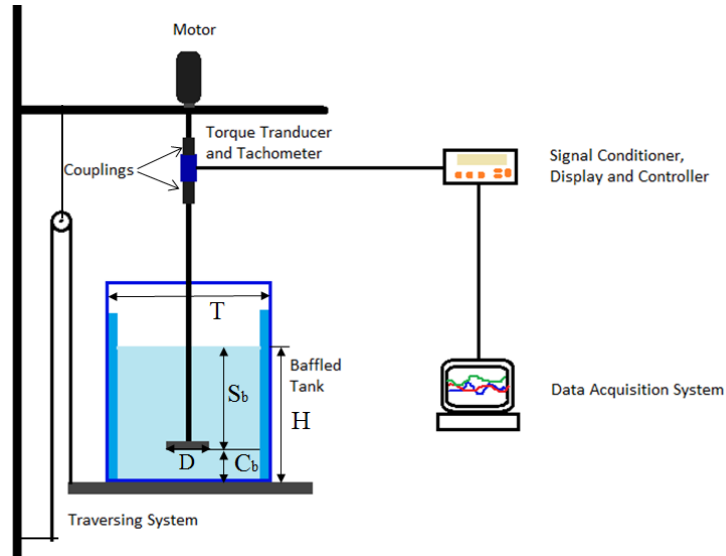 Motor
Torque Tranducer
and Tachometer
Couplings
Signal Conditioner,
Display and Controller
T
Baffled
Tank
Sb
H
D
Cb
Data Acquisition System
Traversing System